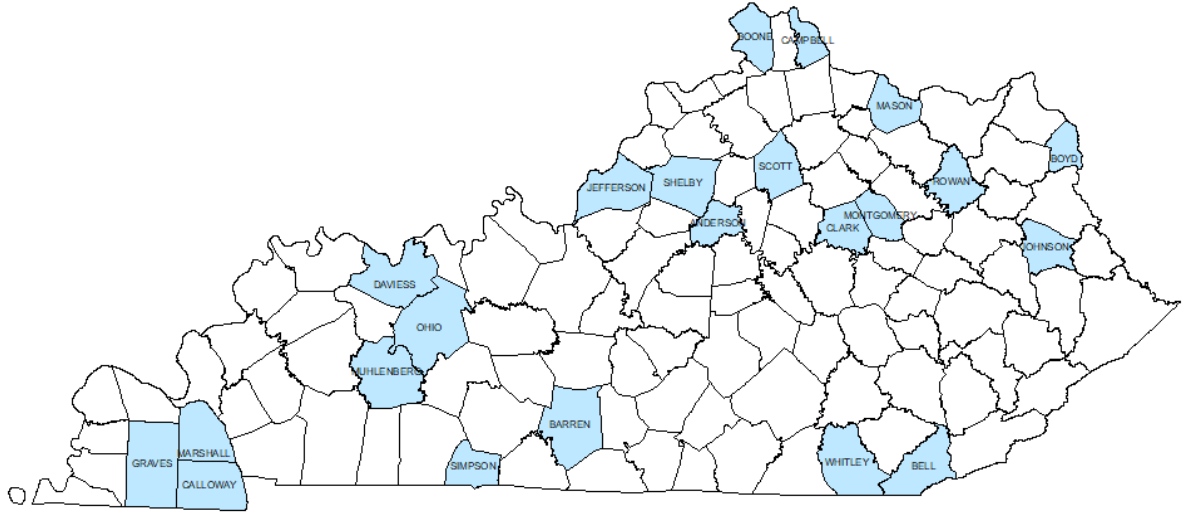 BOONE
CAMPBELL
MASON
BOYD
SCOTT
ROWAN
JEFFERSON
SHELBY
MONTGOMERY
ANDERSON
CLARK
JOHNSON
DAVIESS
OHIO
MUHLENBERG
BARREN
MARSHALL
GRAVES
SIMPSON
WHITLEY
BELL
CALLOWAY